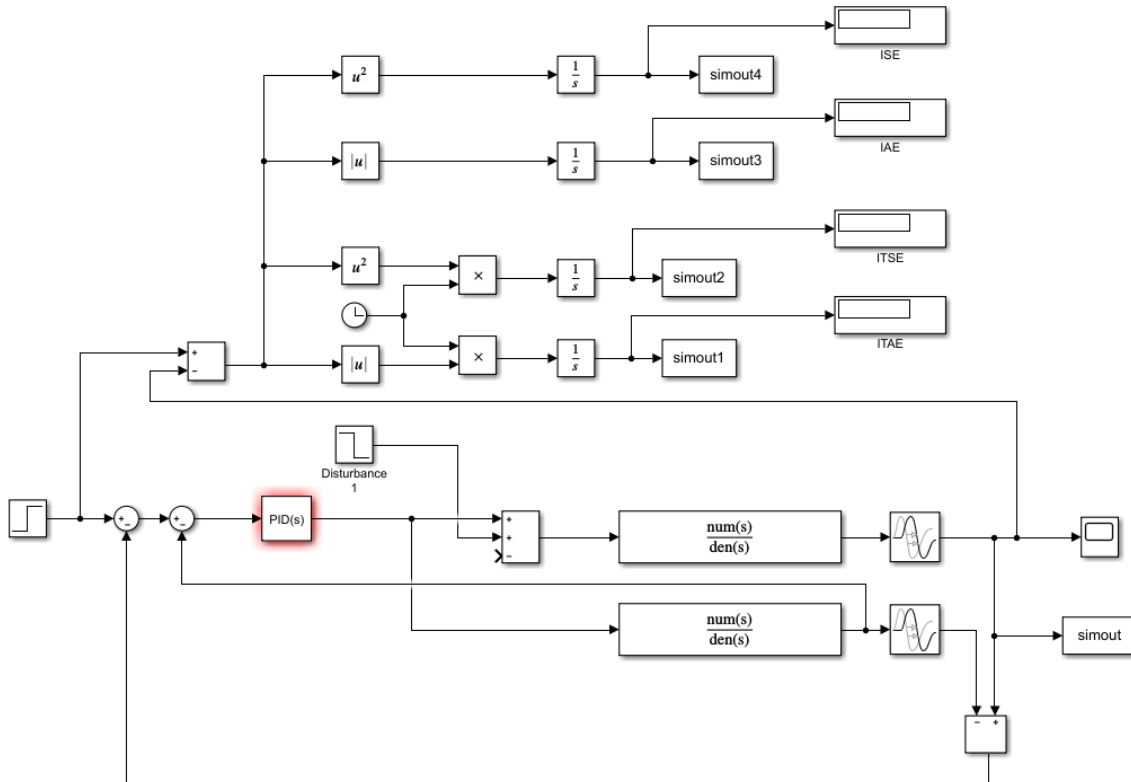 ISE
u²
1
s
simout4
IAE
|u|
1
s
simout3
ITSE
u²
×
1
s
simout2
ITAE
+
−
|u|
×
1
s
simout1
Disturbance
1
+
−
+
−
PID(s)
+
+
−
num(s)
den(s)
num(s)
den(s)
simout
− +